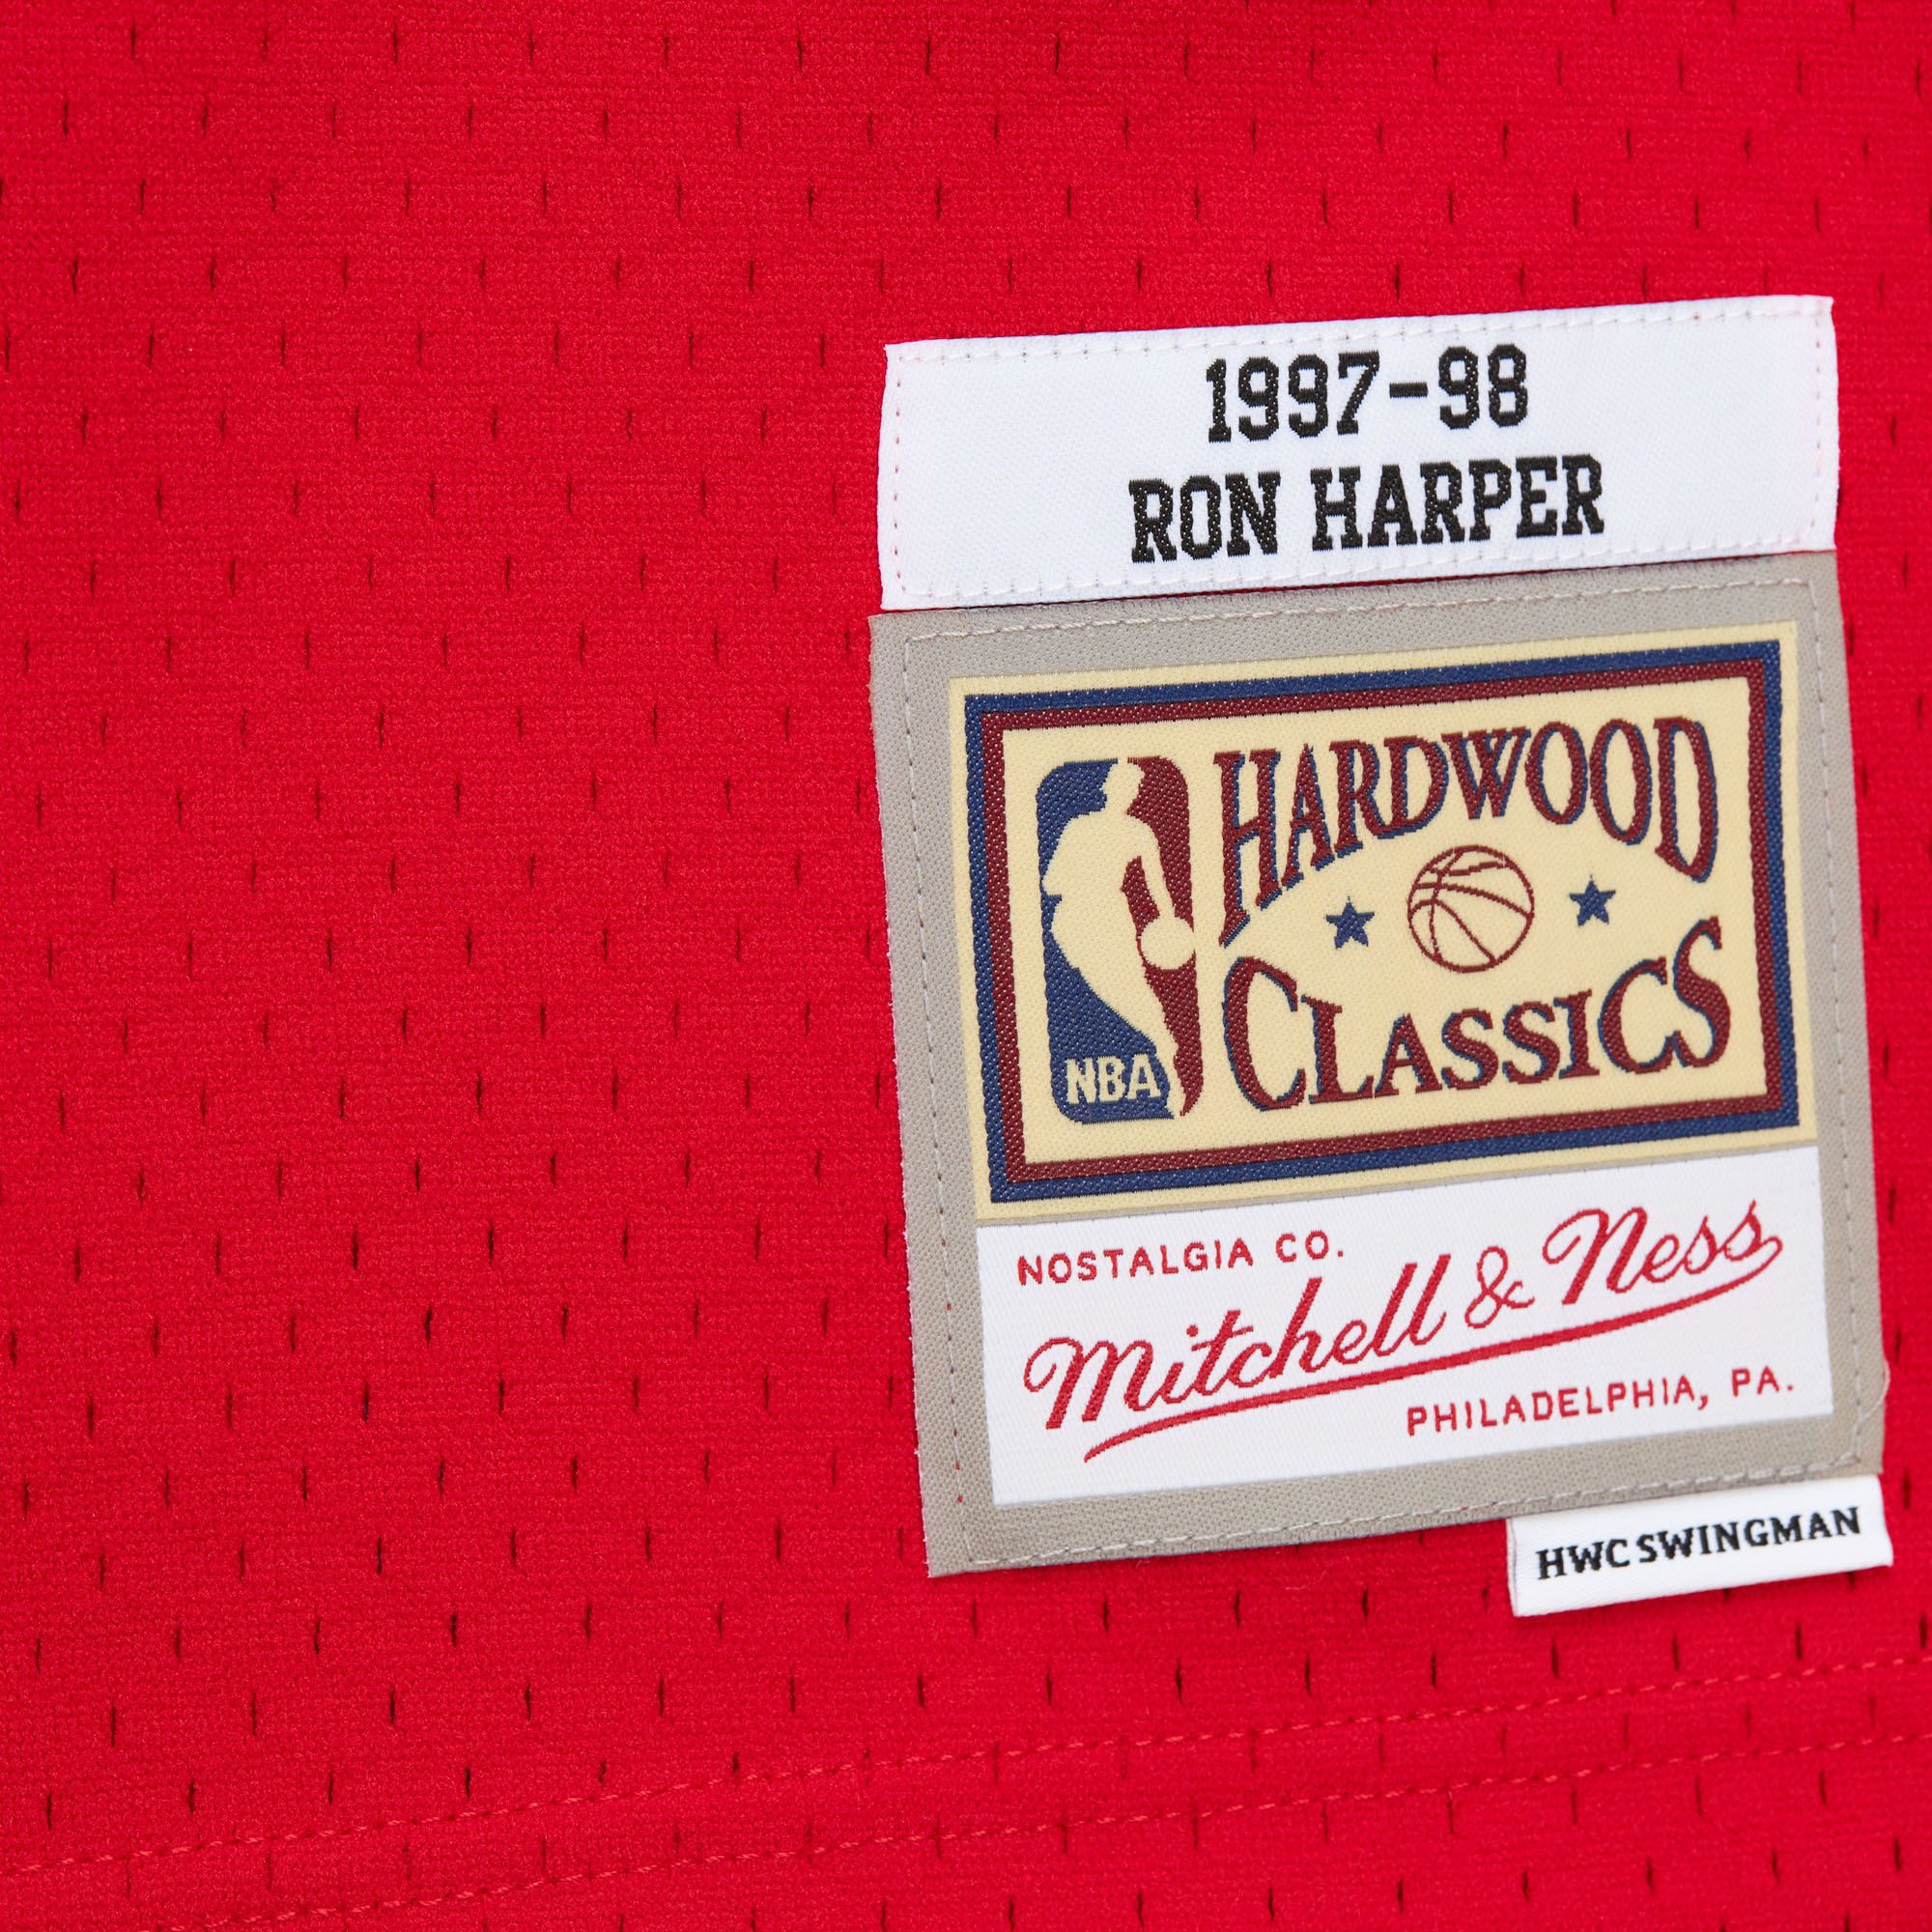 1997-98
RON HARPER
HARDWOOD
CLASSICS
NBA
NOSTALGIA CO.
Mitchell & Ness
PHILADELPHIA, PA.
HWC SWINGMAN